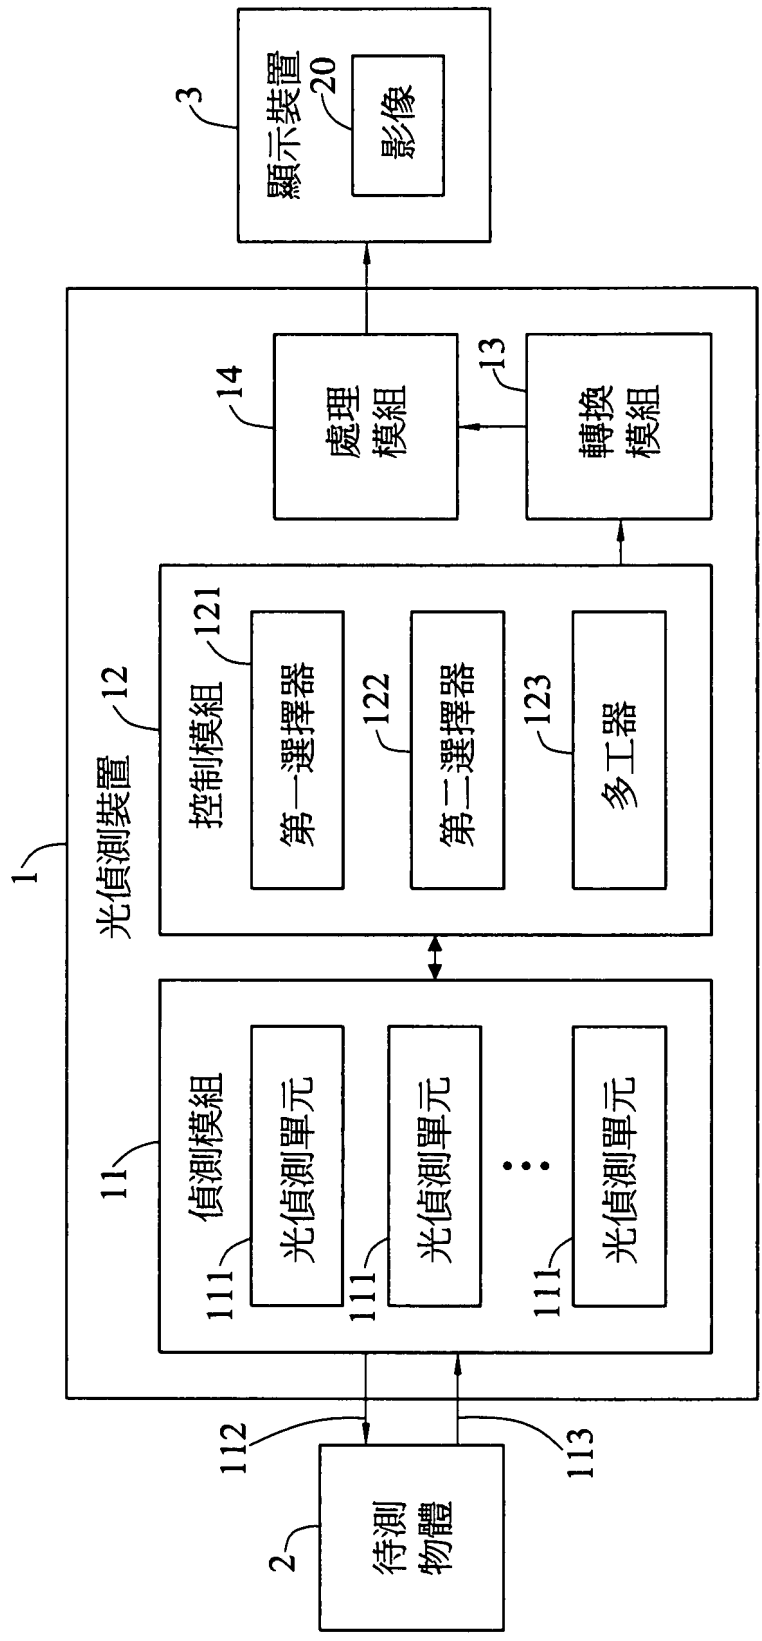 1
光偵測裝置
2
待測
物體
112
113
11
偵測模組
111
光偵測單元
111
光偵測單元
111
光偵測單元
12
控制模組
121
第一選擇器
122
第二選擇器
123
多工器
14
處理
模組
13
轉換
模組
3
顯示裝置
20
影像